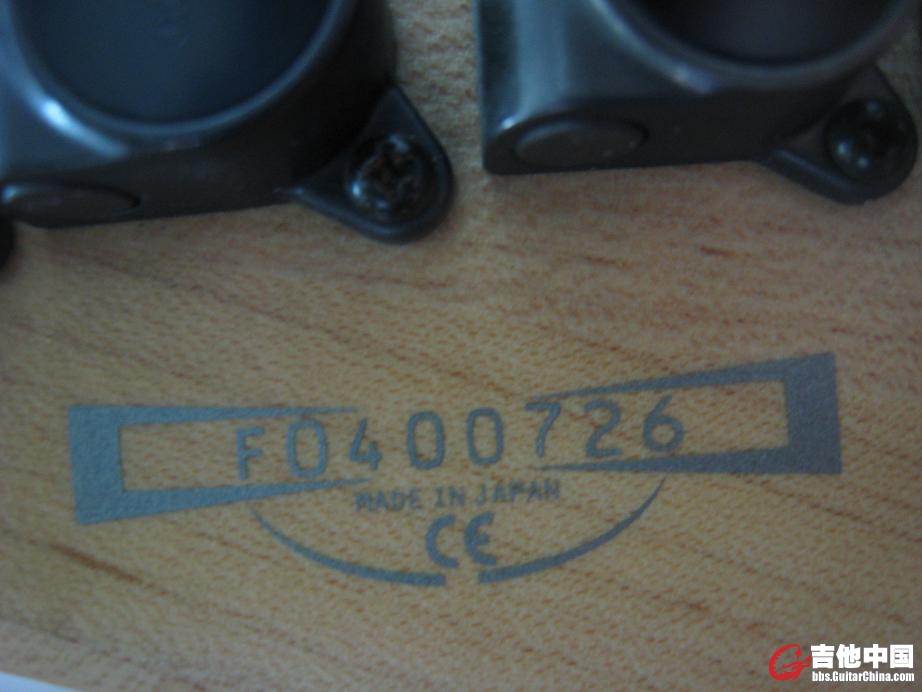 F0400726
MADE IN JAPAN
CE
吉他中国
bbs.GuitarChina.com